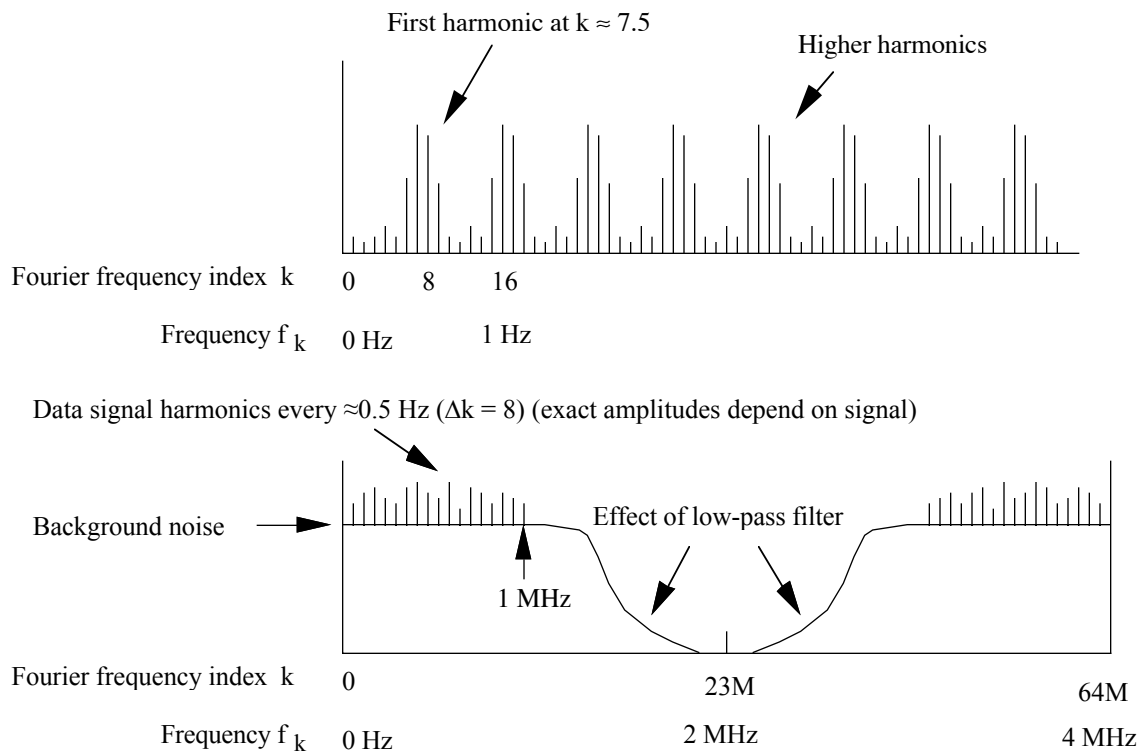 First harmonic at k ≈ 7.5
Higher harmonics
Fourier frequency index k
0 8 16
Frequency f k
0 Hz 1 Hz
Data signal harmonics every ≈0.5 Hz (Δk = 8) (exact amplitudes depend on signal)
Background noise
Effect of low-pass filter
1 MHz
Fourier frequency index k
0 23M 64M
Frequency f k
0 Hz 2 MHz 4 MHz